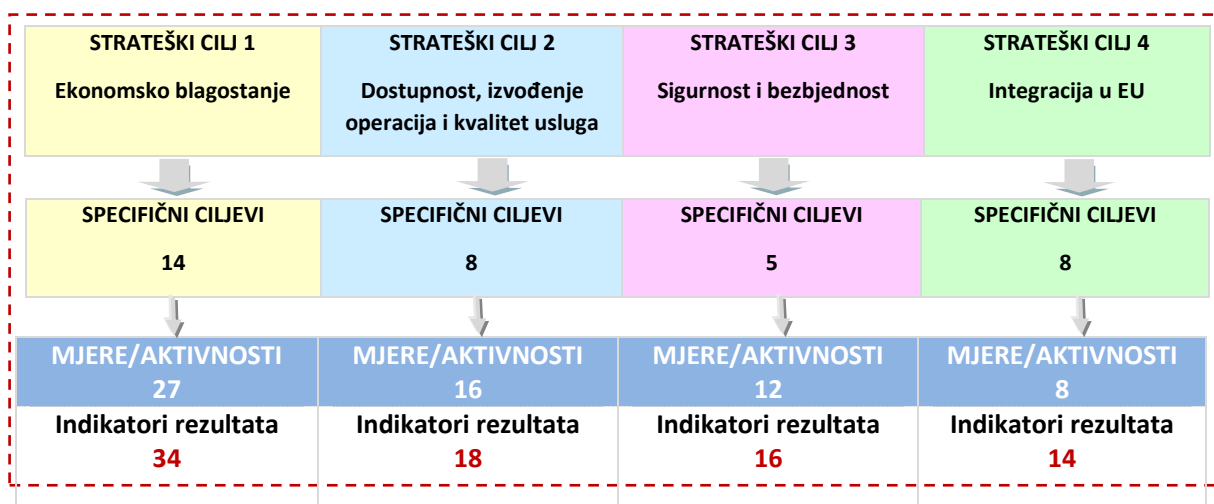 STRATEŠKI CILJ 1
Ekonomsko blagostanje
STRATEŠKI CILJ 2
Dostupnost, izvođenje
operacija i kvalitet usluga
STRATEŠKI CILJ 3
Sigurnost i bezbjednost
STRATEŠKI CILJ 4
Integracija u EU
SPECIFIČNI CILJEVI
14
SPECIFIČNI CILJEVI
8
SPECIFIČNI CILJEVI
5
SPECIFIČNI CILJEVI
8
MJERE/AKTIVNOSTI
27
MJERE/AKTIVNOSTI
16
MJERE/AKTIVNOSTI
12
MJERE/AKTIVNOSTI
8
Indikatori rezultata
34
Indikatori rezultata
18
Indikatori rezultata
16
Indikatori rezultata
14